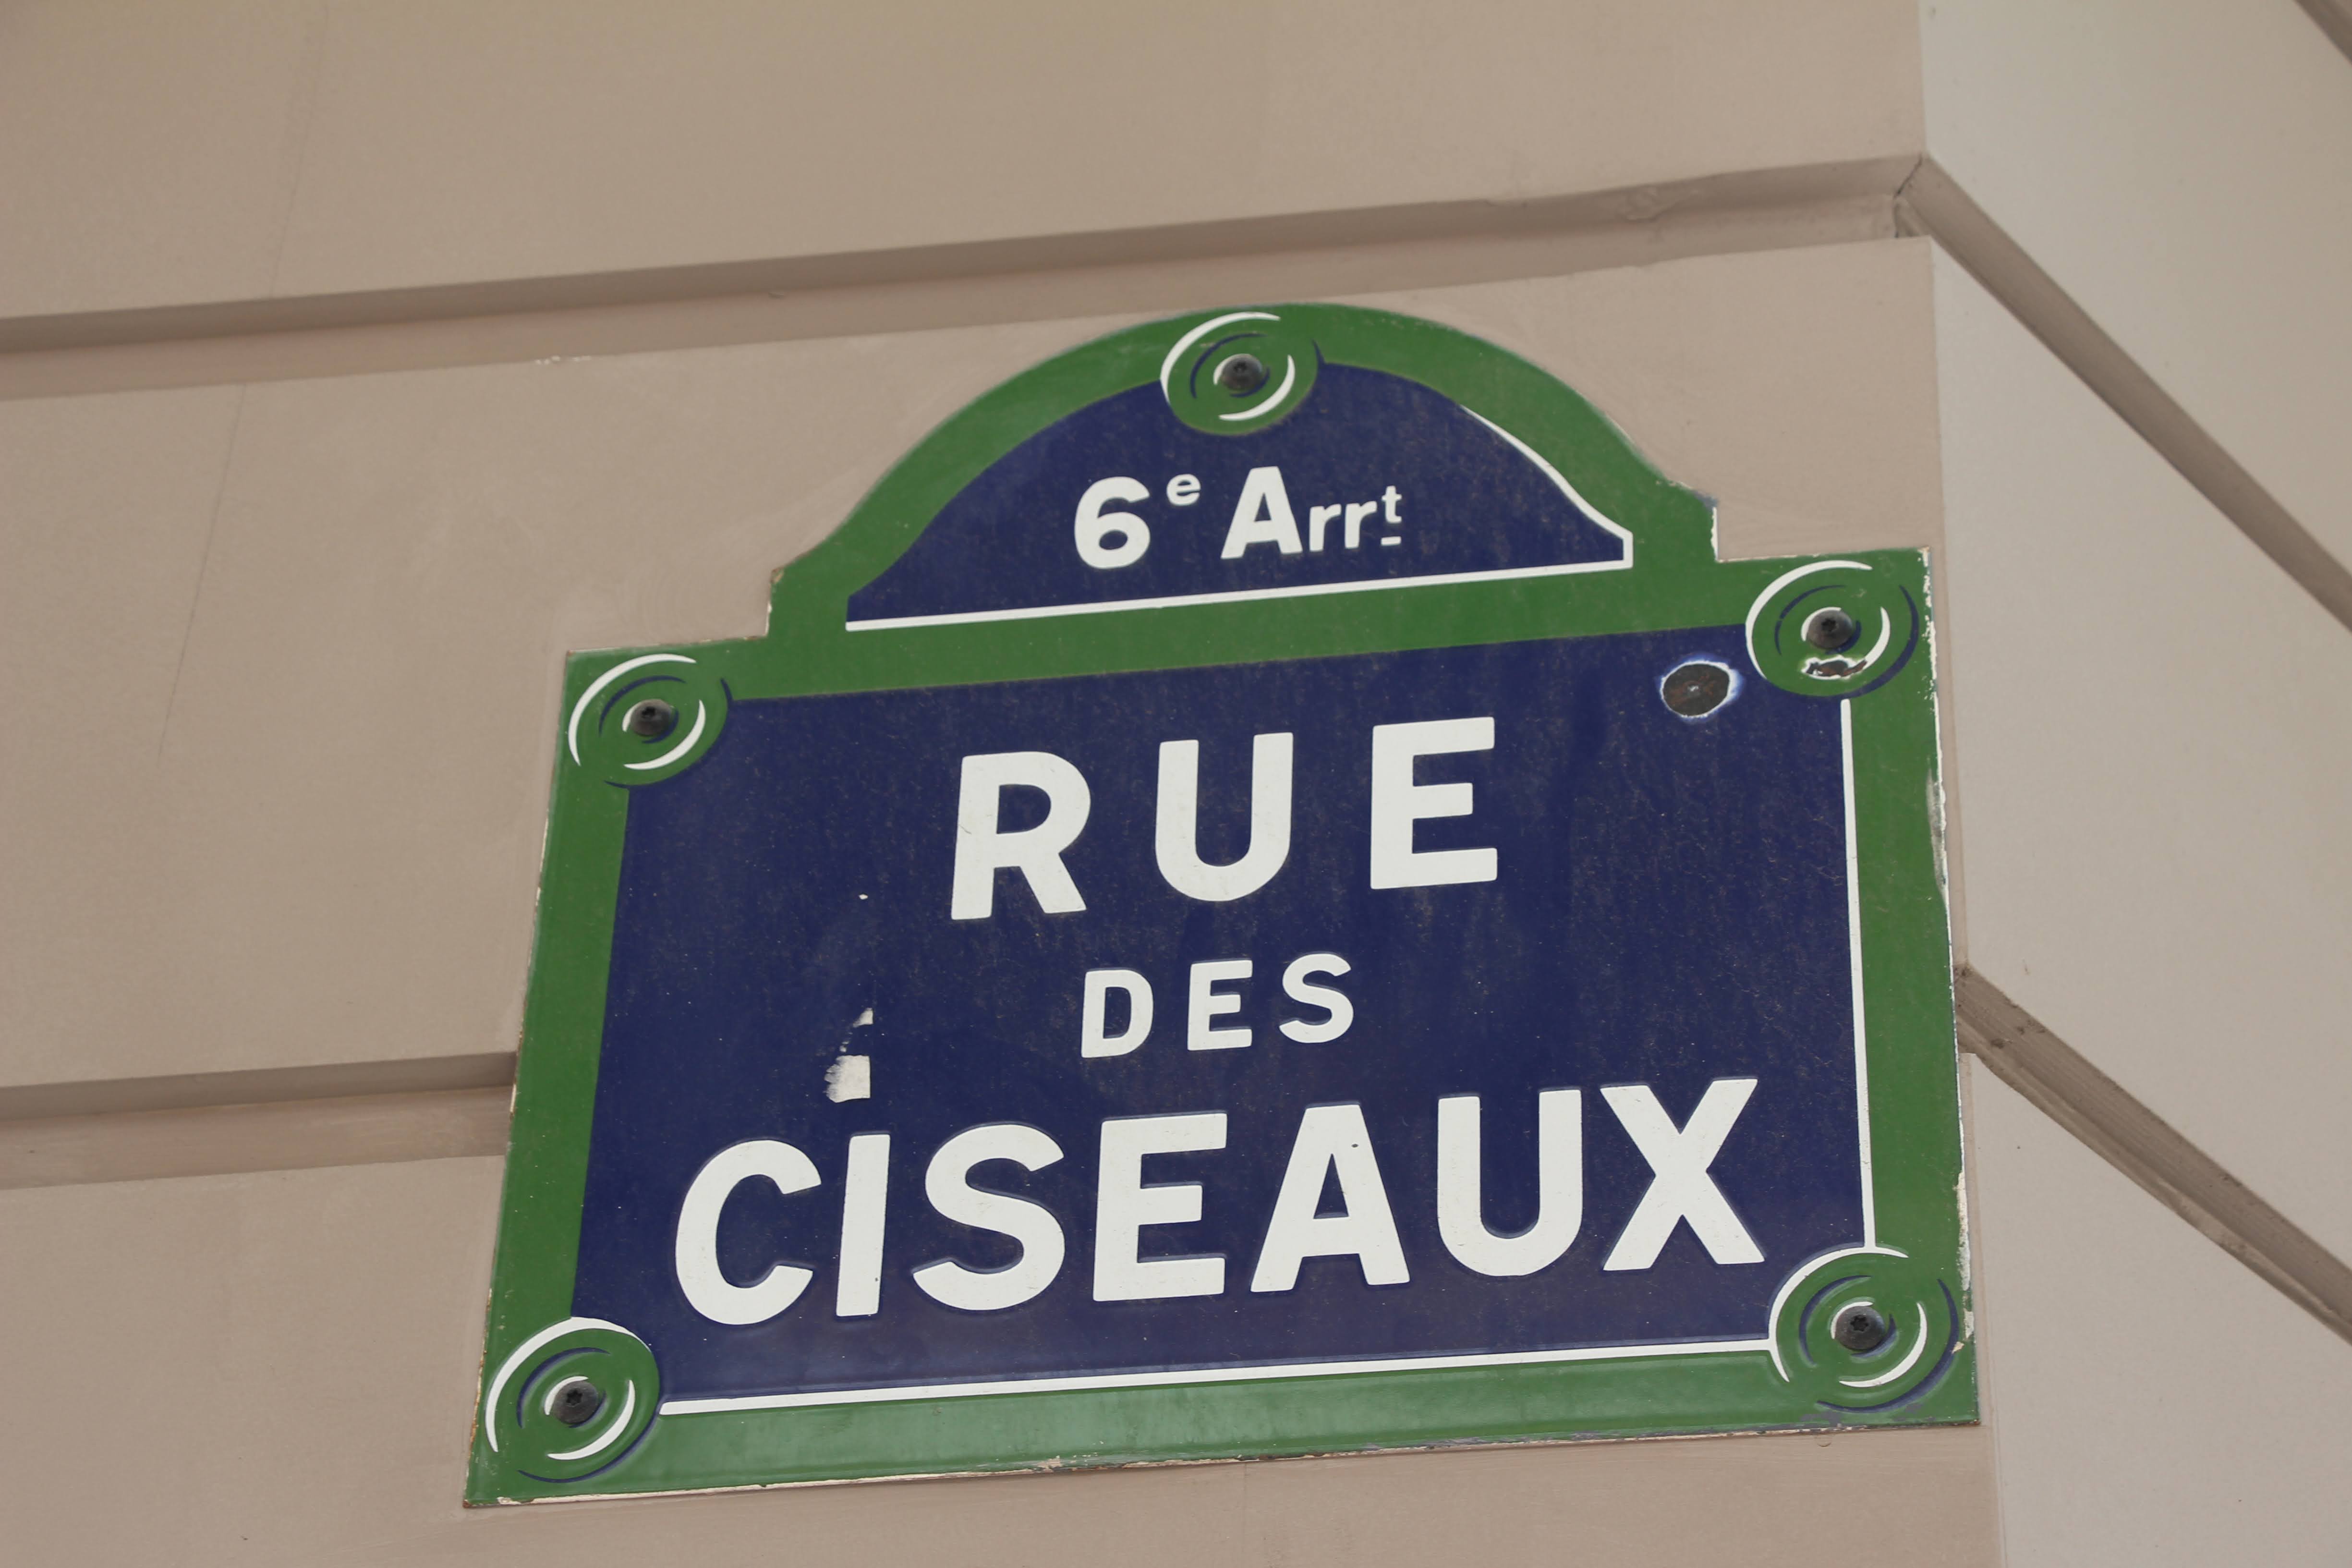 6e Arrt
RUE
DES
CISEAUX